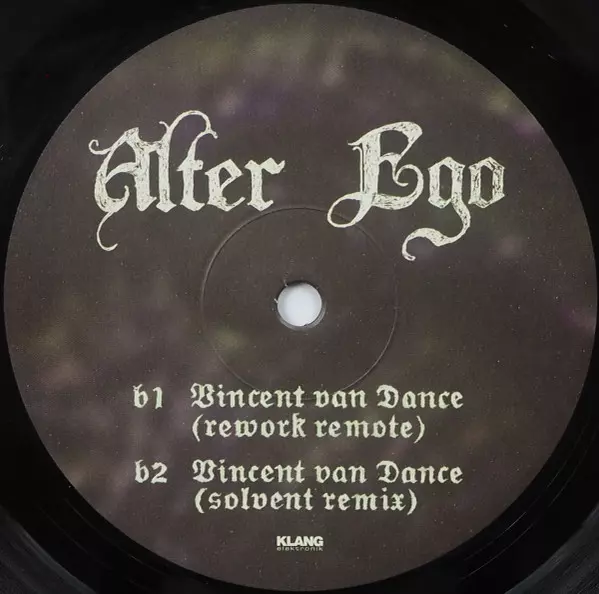 Alter Ego
b1 Vincent van Dance
(rework remote)
b2 Vincent van Dance
(solvent remix)
KLANG
elektronik